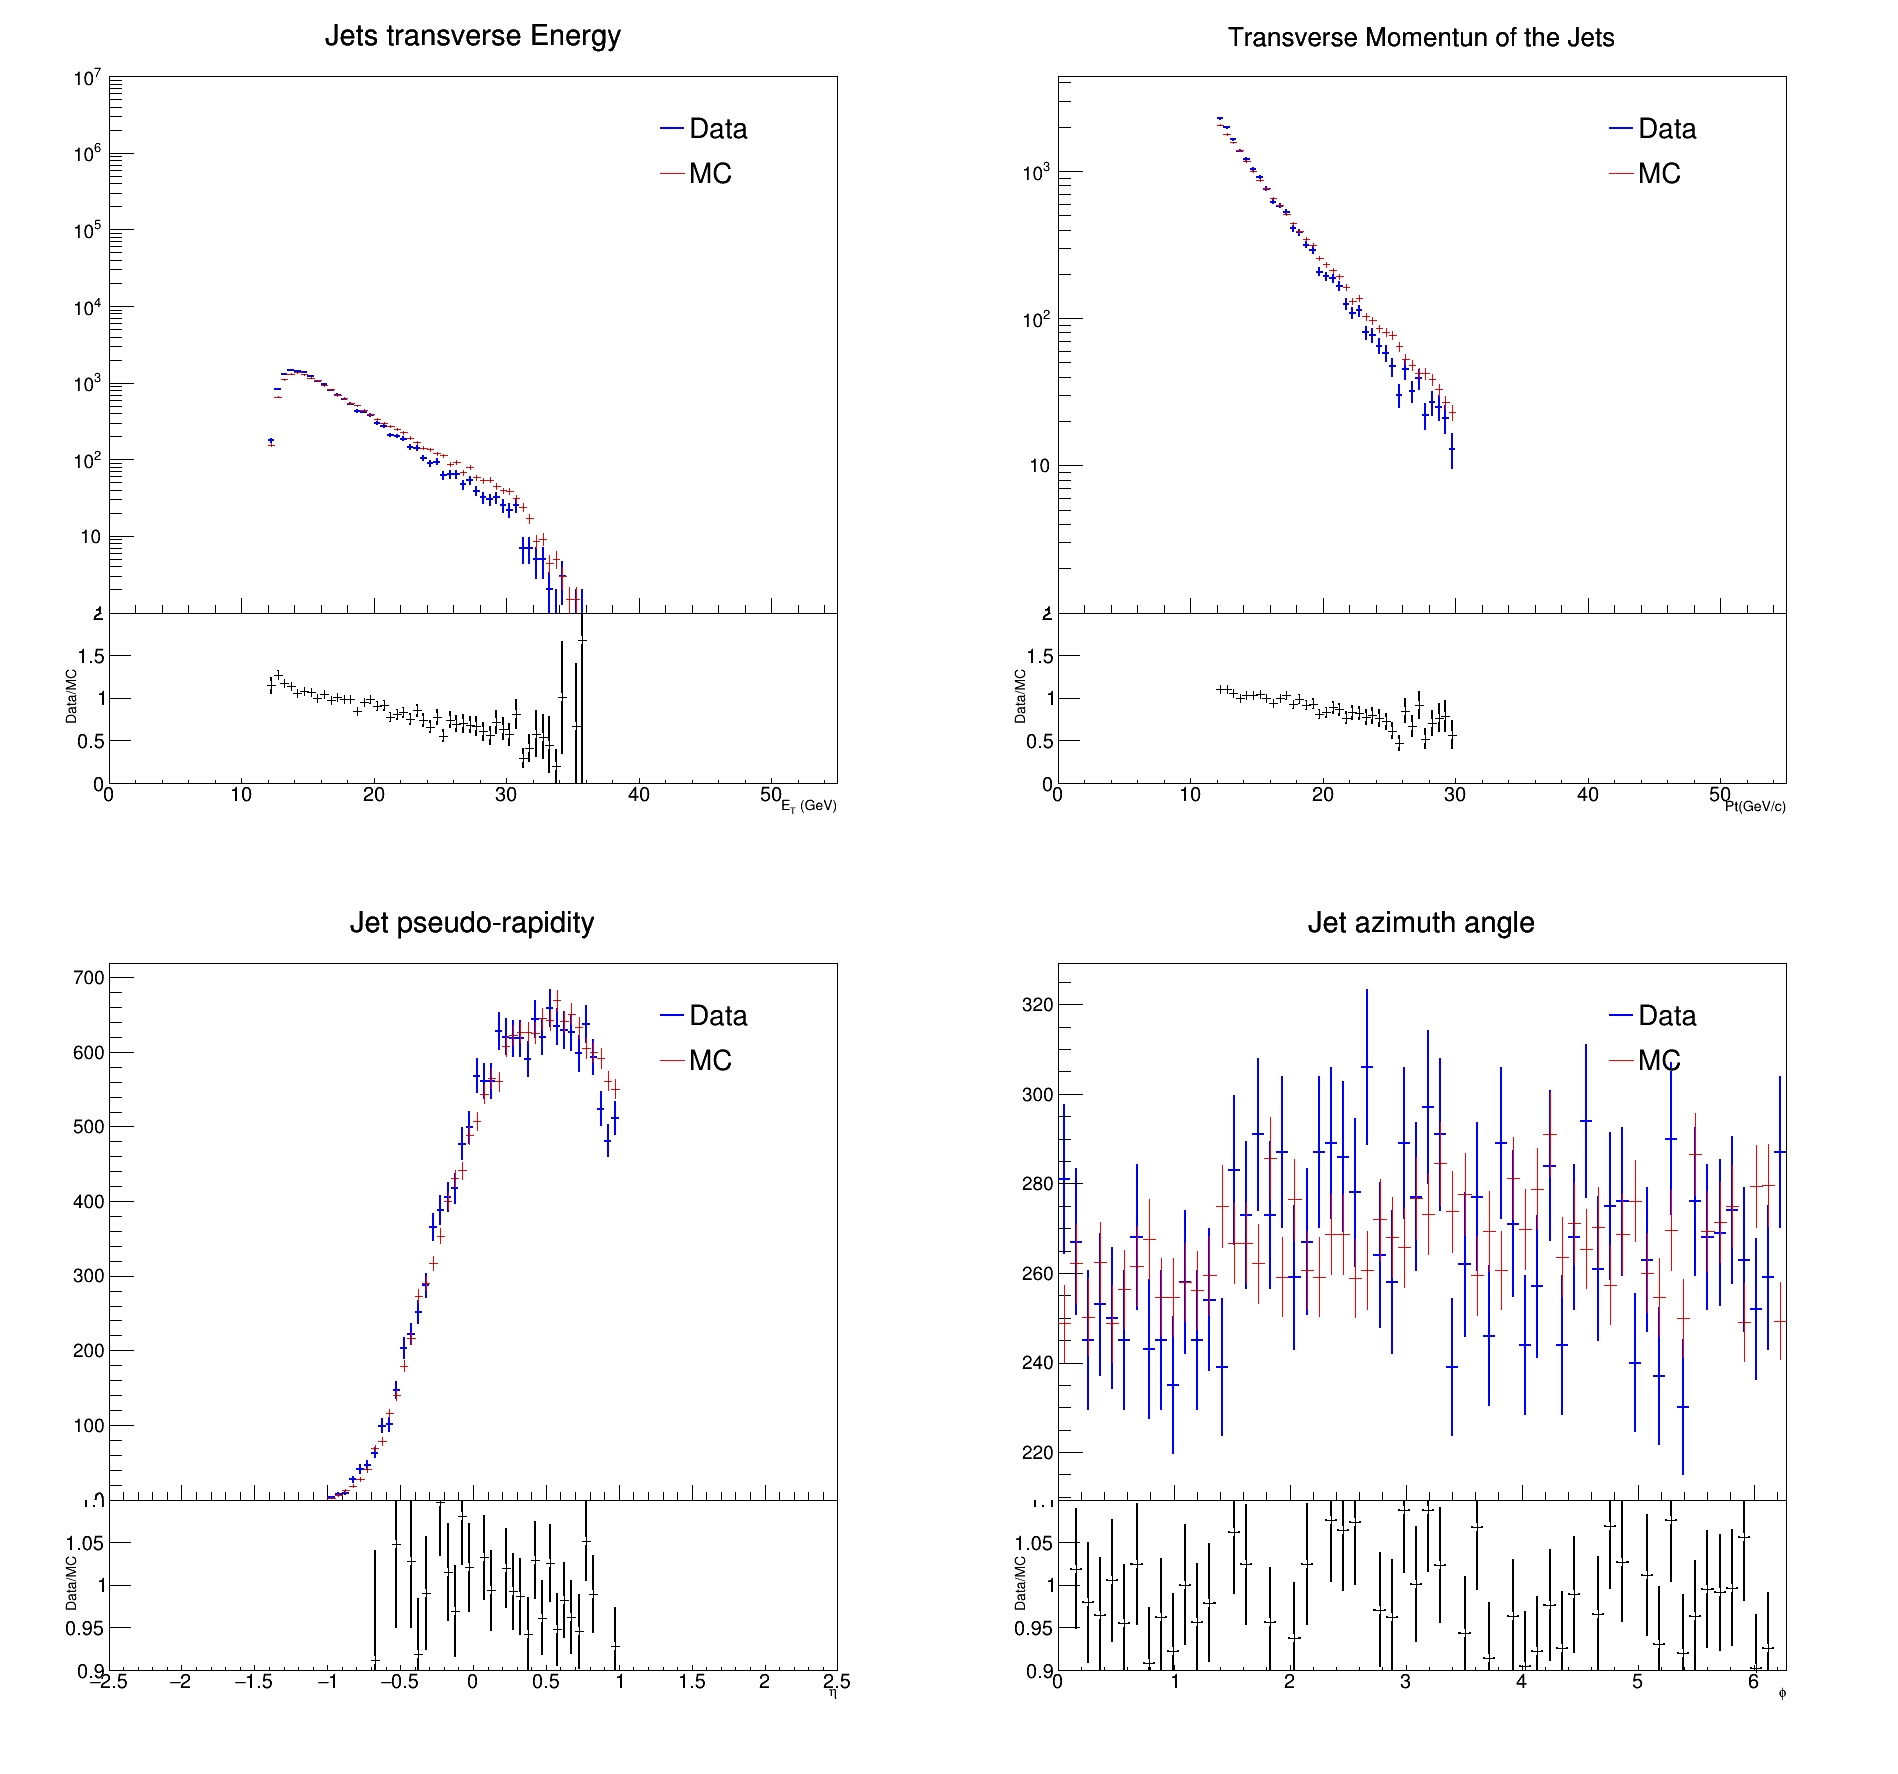 Jets transverse Energy
10^7
10^6
10^5
10^4
10^3
10^2
10
Data
MC
2
1.5
1
0.5
0
Data/MC
0 10 20 30 40 50
E_T (GeV)
Transverse Momentun of the Jets
10^3
10^2
10
Data
MC
2
1.5
1
0.5
0
Data/MC
0 10 20 30 40 50
Pt(GeV/c)
Jet pseudo-rapidity
700
600
500
400
300
200
100
Data
MC
1.05
1
0.95
0.9
Data/MC
−2.5 −2 −1.5 −1 −0.5 0 0.5 1 1.5 2 2.5
η
Jet azimuth angle
320
300
280
260
240
220
Data
MC
1.05
1
0.95
0.9
Data/MC
0 1 2 3 4 5 6
ϕ